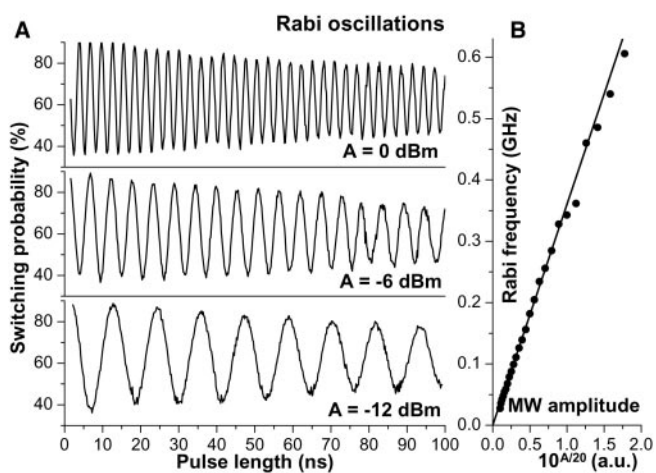 A
Rabi oscillations
B
Switching probability (%)
80
60
40
A = 0 dBm
80
60
40
A = -6 dBm
80
60
40
A = -12 dBm
0 10 20 30 40 50 60 70 80 90 100
Pulse length (ns)
Rabi frequency (GHz)
0.6
0.5
0.4
0.3
0.2
0.1
0.0
MW amplitude
0.0 0.5 1.0 1.5 2.0
10^A/20 (a.u.)